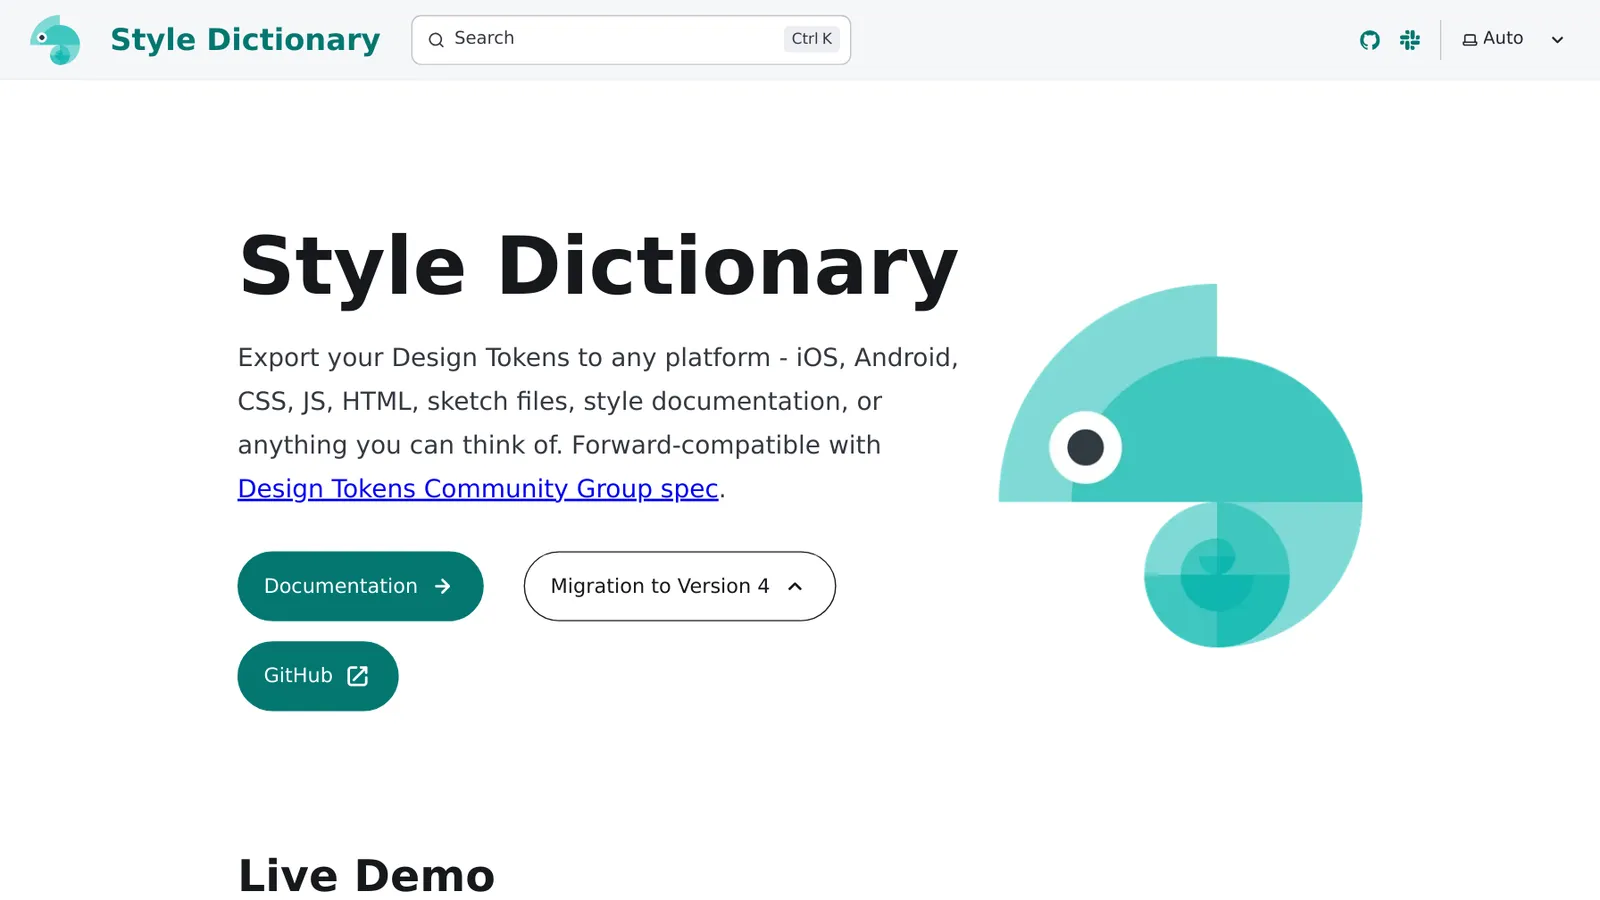 Style Dictionary
Search
Ctrl K
Auto
Style Dictionary
Export your Design Tokens to any platform - iOS, Android,
CSS, JS, HTML, sketch files, style documentation, or
anything you can think of. Forward-compatible with
Design Tokens Community Group spec.
Documentation
Migration to Version 4
GitHub
Live Demo